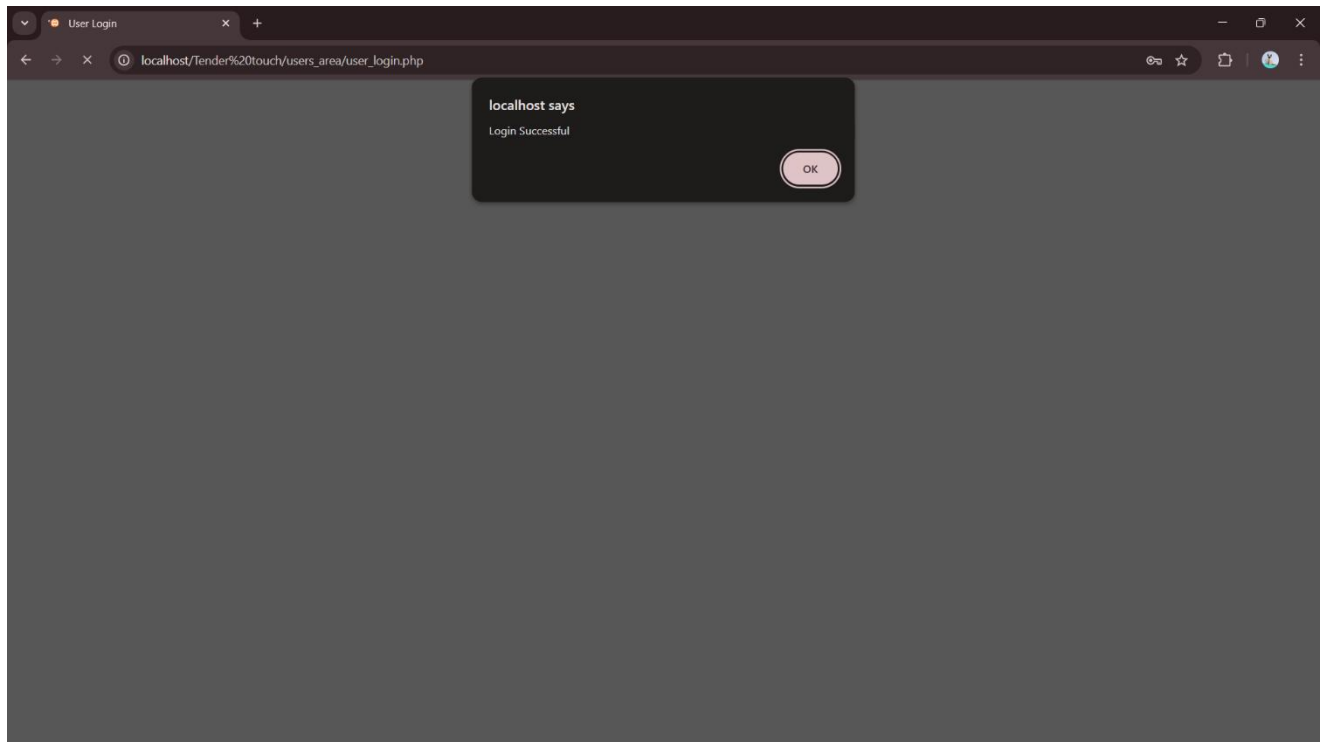 User Login
localhost/Tender%20touch/users_area/user_login.php
localhost says
Login Successful
OK